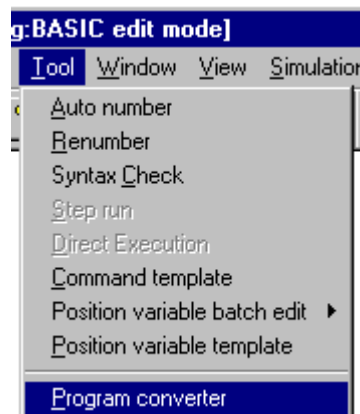 g:BASIC edit mode]
Tool Window View Simulation
Auto number
Renumber
Syntax Check
Step run
Direct Execution
Command template
Position variable batch edit
Position variable template
Program converter